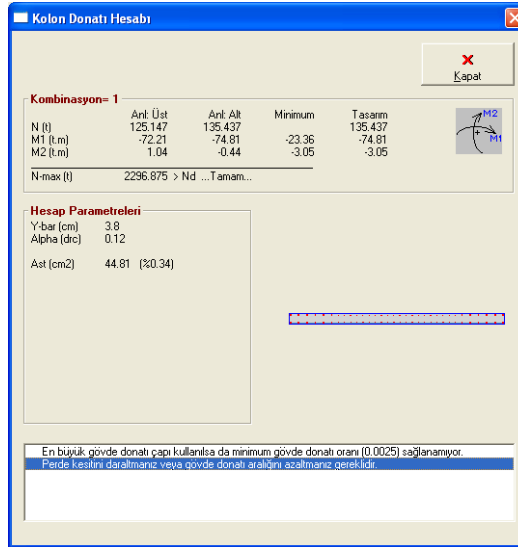 Kolon Donatı Hesabı
Kapat
Kombinasyon= 1
Anl: Üst Anl: Alt Minimum Tasarım
N (t) 125.147 135.437 135.437
M1 (t.m) -72.21 -74.81 -23.36 -74.81
M2 (t.m) 1.04 -0.44 -3.05 -3.05
N-max (t) 2296.875 > Nd ...Tamam...
M2
M1
Hesap Parametreleri
Y-bar (cm) 3.8
Alpha (drc) 0.12
Ast (cm2) 44.81 (%0.34)
En büyük gövde donatı çapı kullanılsa da minimum gövde donatı oranı (0.0025) sağlanamıyor.
Perde kesitini daraltmanız veya gövde donatı aralığını azaltmanız gereklidir.